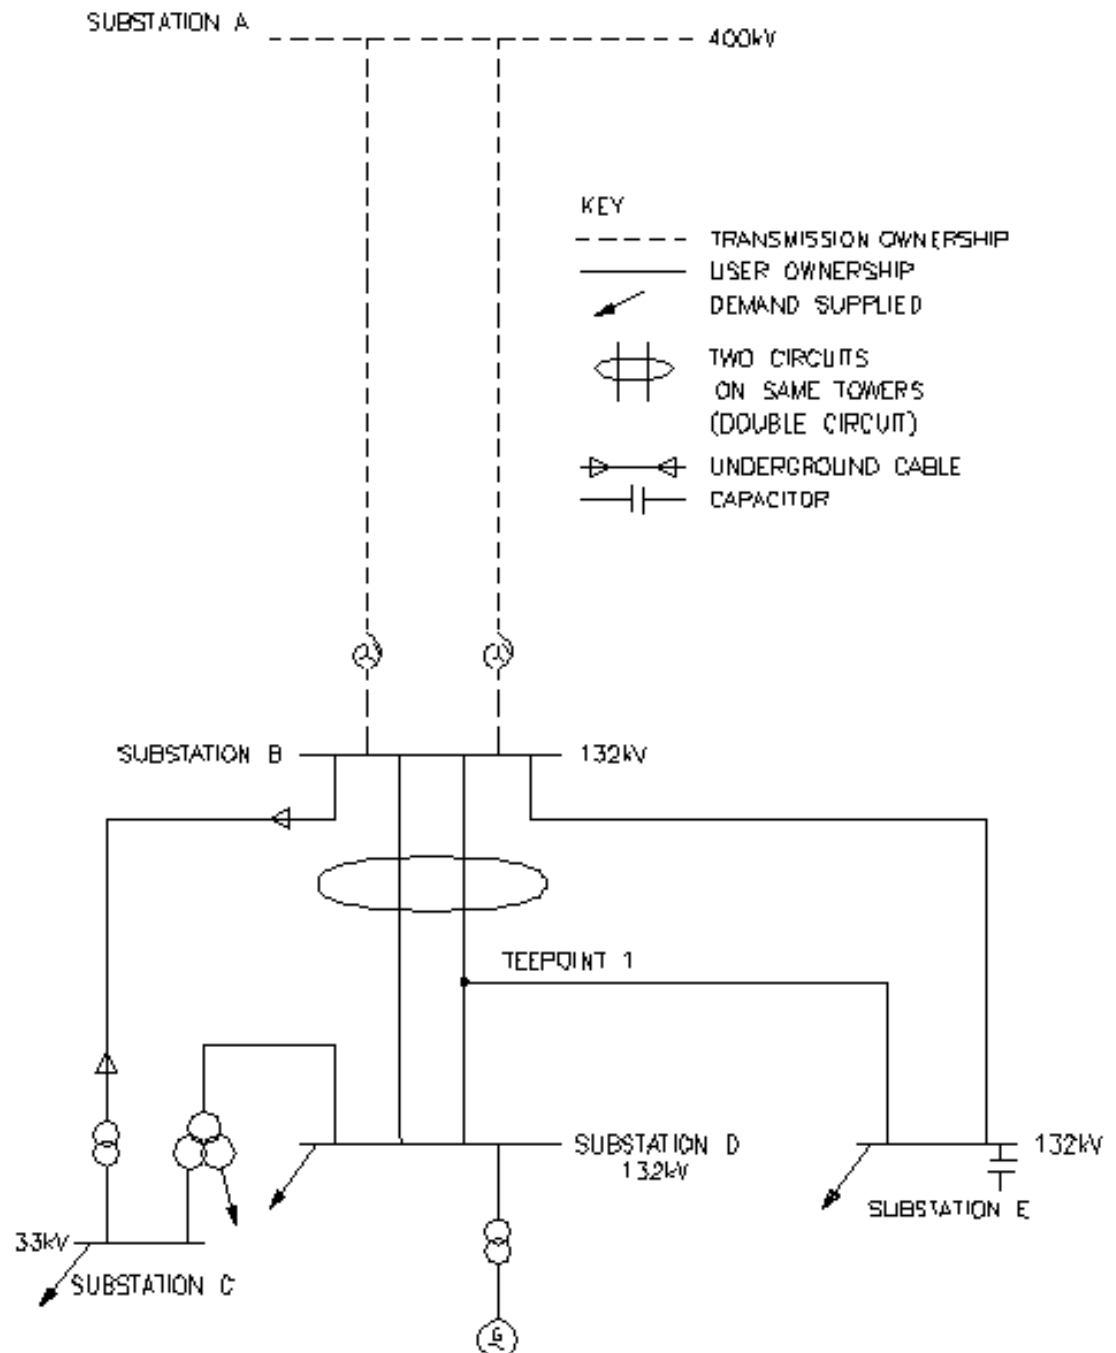 SUBSTATION A
400kV
KEY
TRANSMISSION OWNERSHIP
USER OWNERSHIP
DEMAND SUPPLIED
TWO CIRCUITS
ON SAME TOWERS
(DOUBLE CIRCUIT)
UNDERGROUND CABLE
CAPACITOR
SUBSTATION B
132kV
TEEPOINT 1
SUBSTATION D
132kV
132kV
SUBSTATION E
33kV
SUBSTATION C
G